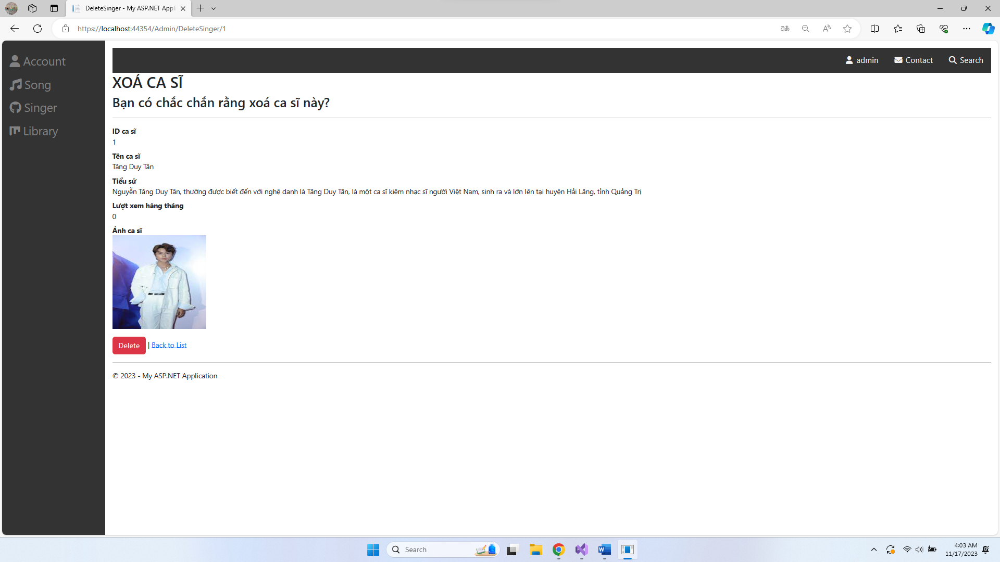 DeleteSinger - My ASP.NET Appli
https://localhost:44354/Admin/DeleteSinger/1
Account
Song
Singer
Library
admin
Contact
Search
XOÁ CA SĨ
Bạn có chắc chắn rằng xoá ca sĩ này?
ID ca sĩ
1
Tên ca sĩ
Tăng Duy Tân
Tiểu sử
Nguyễn Tăng Duy Tân, thường được biết đến với nghệ danh là Tăng Duy Tân, là một ca sĩ kiêm nhạc sĩ người Việt Nam, sinh ra và lớn lên tại huyện Hải Lăng, tỉnh Quảng Trị
Lượt xem hàng tháng
0
Ảnh ca sĩ
Delete | Back to List
© 2023 - My ASP.NET Application
Search
4:03 AM
11/17/2023